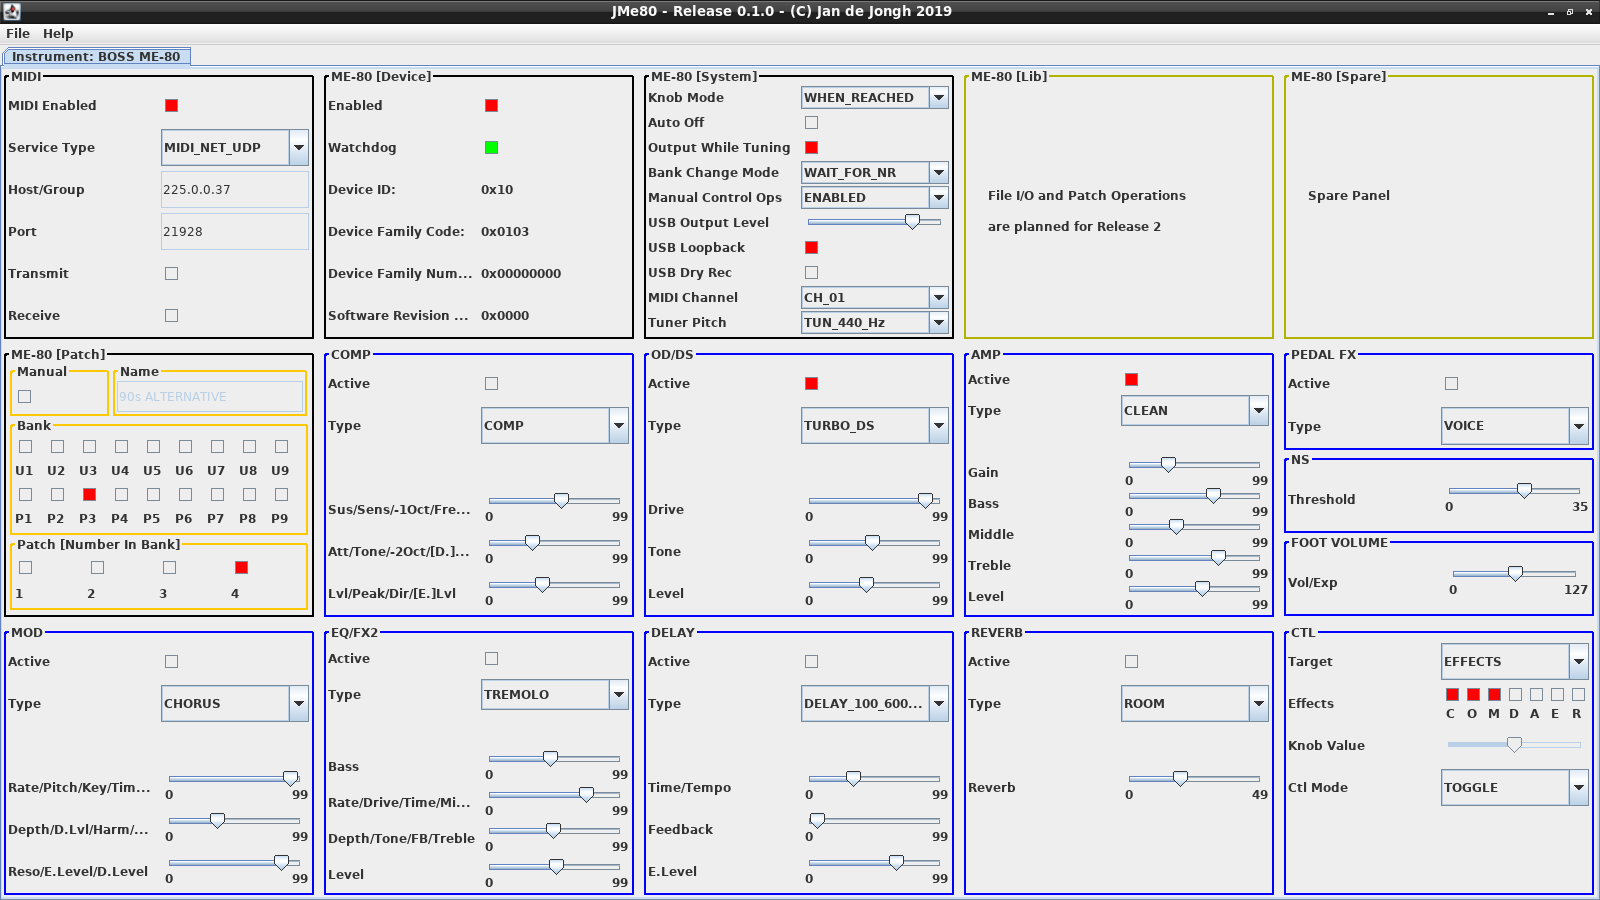 JMe80 - Release 0.1.0 - (C) Jan de Jongh 2019
File Help
Instrument: BOSS ME-80
MIDI
MIDI Enabled
Service Type MIDI_NET_UDP
Host/Group 225.0.0.37
Port 21928
Transmit
Receive
ME-80 [Device]
Enabled
Watchdog
Device ID: 0x10
Device Family Code: 0x0103
Device Family Num... 0x00000000
Software Revision ... 0x0000
ME-80 [System]
Knob Mode WHEN_REACHED
Auto Off
Output While Tuning
Bank Change Mode WAIT_FOR_NR
Manual Control Ops ENABLED
USB Output Level
USB Loopback
USB Dry Rec
MIDI Channel CH_01
Tuner Pitch TUN_440_Hz
ME-80 [Lib]
File I/O and Patch Operations
are planned for Release 2
ME-80 [Spare]
Spare Panel
ME-80 [Patch]
Manual Name
90s ALTERNATIVE
Bank
U1 U2 U3 U4 U5 U6 U7 U8 U9
P1 P2 P3 P4 P5 P6 P7 P8 P9
Patch [Number In Bank]
1 2 3 4
COMP
Active
Type COMP
Sus/Sens/-1Oct/Fre...
0 99
Att/Tone/-2Oct/[D.]...
0 99
Lvl/Peak/Dir/[E.]Lvl
0 99
OD/DS
Active
Type TURBO_DS
Drive
0 99
Tone
0 99
Level
0 99
AMP
Active
Type CLEAN
Gain
0 99
Bass
0 99
Middle
0 99
Treble
0 99
Level
0 99
PEDAL FX
Active
Type VOICE
NS
Threshold
0 35
FOOT VOLUME
Vol/Exp
0 127
MOD
Active
Type CHORUS
Rate/Pitch/Key/Tim...
0 99
Depth/D.Lvl/Harm/...
0 99
Reso/E.Level/D.Level
0 99
EQ/FX2
Active
Type TREMOLO
Bass
0 99
Rate/Drive/Time/Mi...
0 99
Depth/Tone/FB/Treble
0 99
Level
0 99
DELAY
Active
Type DELAY_100_600...
Time/Tempo
0 99
Feedback
0 99
E.Level
0 99
REVERB
Active
Type ROOM
Reverb
0 49
CTL
Target EFFECTS
Effects
C O M D A E R
Knob Value
Ctl Mode TOGGLE